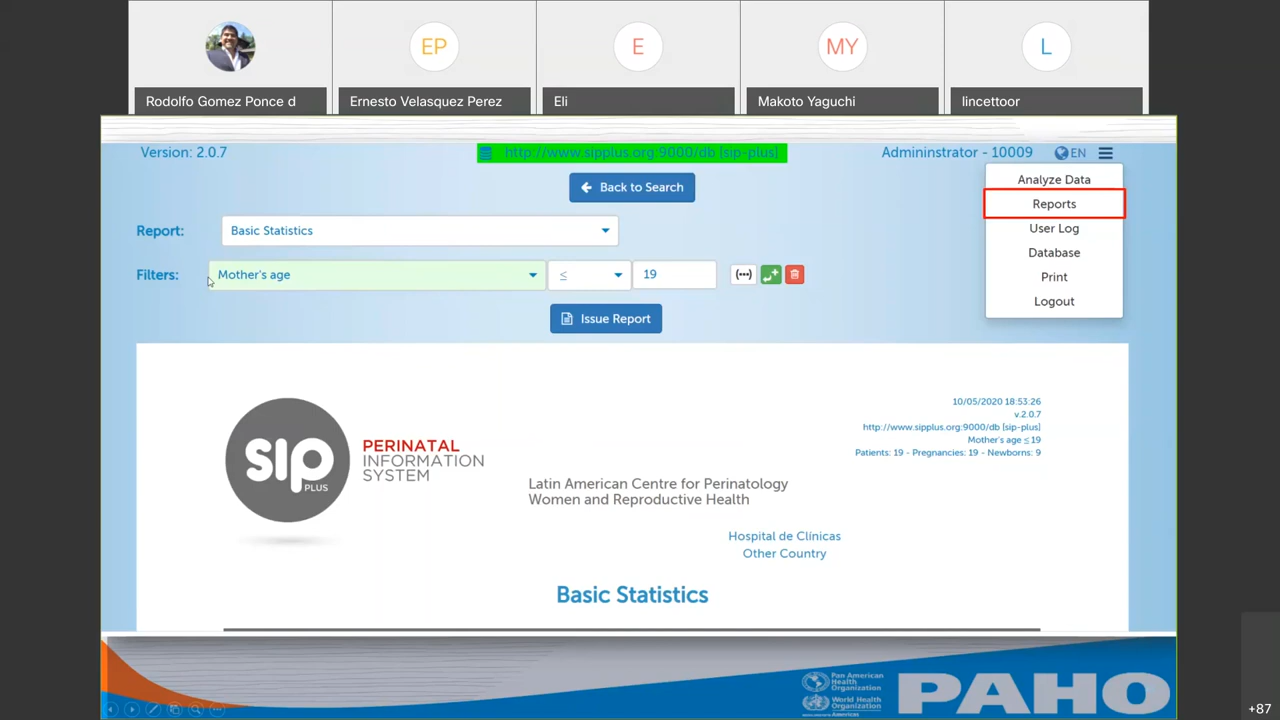 EP
E
MY
L
Rodolfo Gomez Ponce d
Ernesto Velasquez Perez
Eli
Makoto Yaguchi
lincettoor
Version: 2.0.7
http://www.sipplus.org:9000/db [sip-plus]
Admininstrator - 10009
EN
Back to Search
Analyze Data
Reports
User Log
Database
Print
Logout
Report:
Basic Statistics
Filters:
Mother's age
≤
19
(•••)
Issue Report
10/05/2020 18:53:26
v.2.0.7
http://www.sipplus.org:9000/db [sip-plus]
Mother's age ≤ 19
Patients: 19 - Pregnancies: 19 - Newborns: 9
sip
PLUS
PERINATAL
INFORMATION
SYSTEM
Latin American Centre for Perinatology
Women and Reproductive Health
Hospital de Clínicas
Other Country
Basic Statistics
Pan American
Health
Organization
World Health
Organization
Americas
PAHO
+87